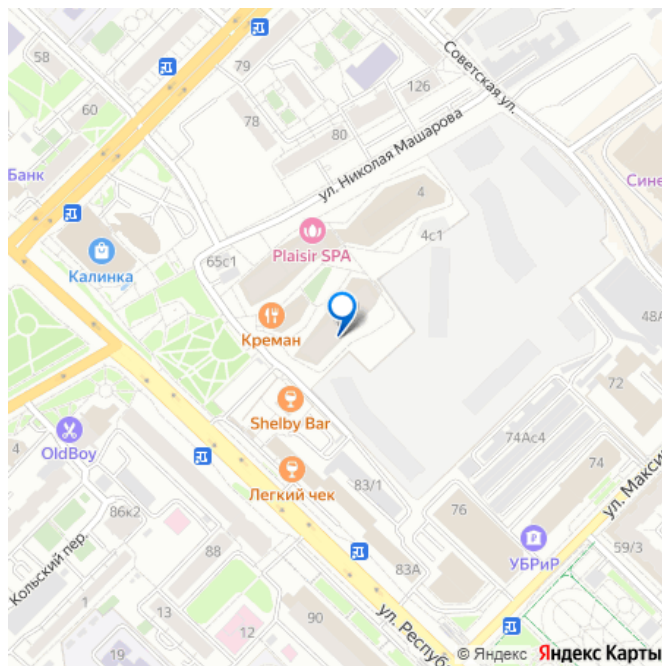 58
79
60
126
Советская ул.
78
80
ул. Николая Машарова
Банк
4
Сине
4с1
Plaisir SPA
65с1
Калинка
Креман
48А
72
Shelby Bar
4
OldBoy
74Ас4
74
Легкий чек
83/1
ул. Макси
86к2
76
88
УБРиР
59/3
Кольский пер.
83А
1
13
12
90
ул. Респуб
19
© Яндекс Яндекс Карты